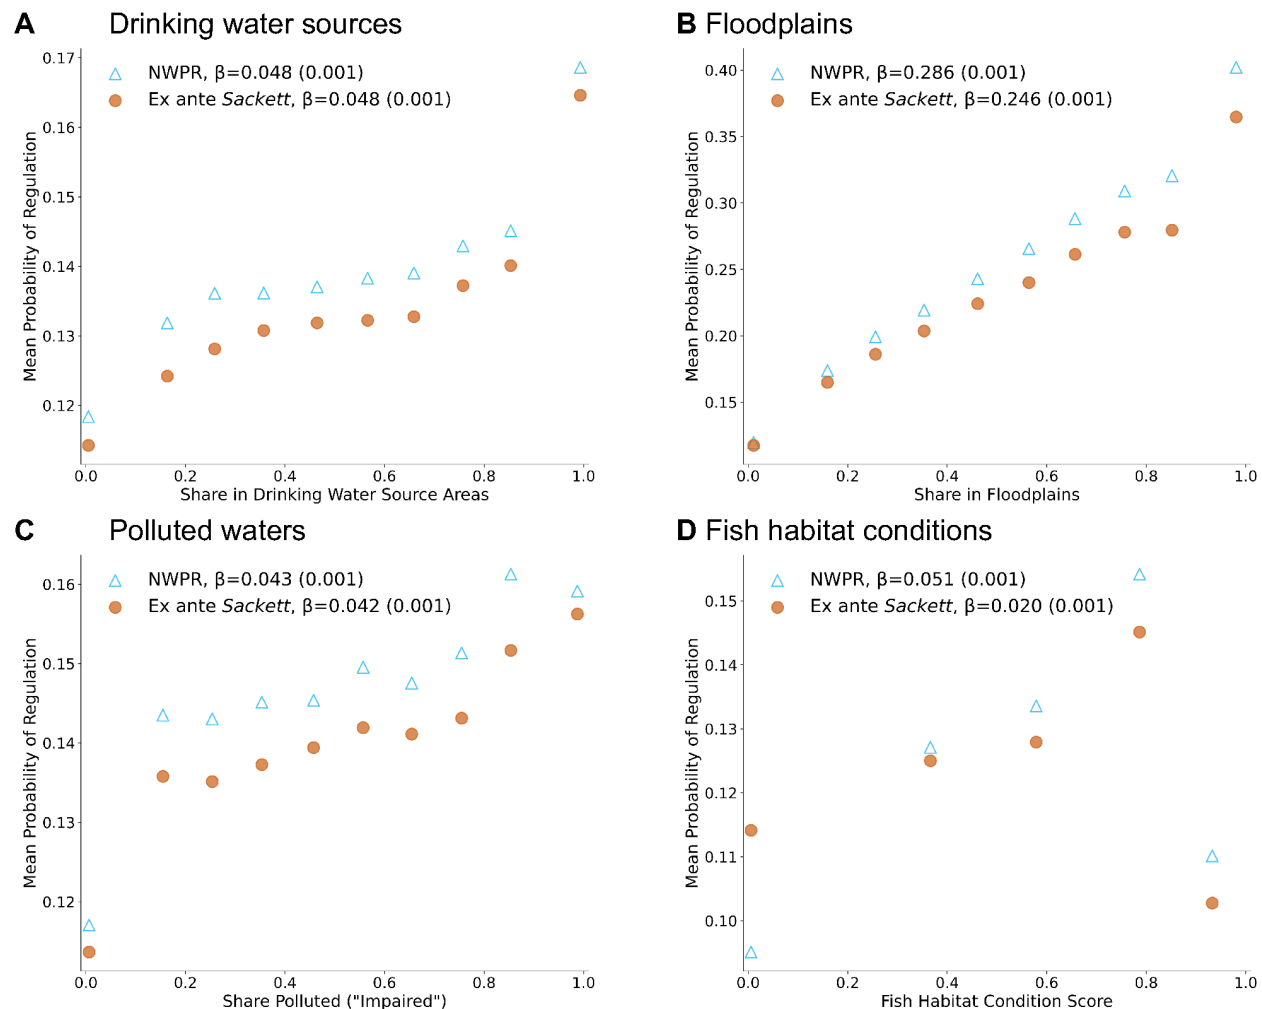 A Drinking water sources
NWPR, β=0.048 (0.001)
Ex ante Sackett, β=0.048 (0.001)
Mean Probability of Regulation
0.17
0.16
0.15
0.14
0.13
0.12
0.0 0.2 0.4 0.6 0.8 1.0
Share in Drinking Water Source Areas
B Floodplains
NWPR, β=0.286 (0.001)
Ex ante Sackett, β=0.246 (0.001)
Mean Probability of Regulation
0.40
0.35
0.30
0.25
0.20
0.15
0.0 0.2 0.4 0.6 0.8 1.0
Share in Floodplains
C Polluted waters
NWPR, β=0.043 (0.001)
Ex ante Sackett, β=0.042 (0.001)
Mean Probability of Regulation
0.16
0.15
0.14
0.13
0.12
0.0 0.2 0.4 0.6 0.8 1.0
Share Polluted ("Impaired")
D Fish habitat conditions
NWPR, β=0.051 (0.001)
Ex ante Sackett, β=0.020 (0.001)
Mean Probability of Regulation
0.15
0.14
0.13
0.12
0.11
0.10
0.0 0.2 0.4 0.6 0.8 1.0
Fish Habitat Condition Score